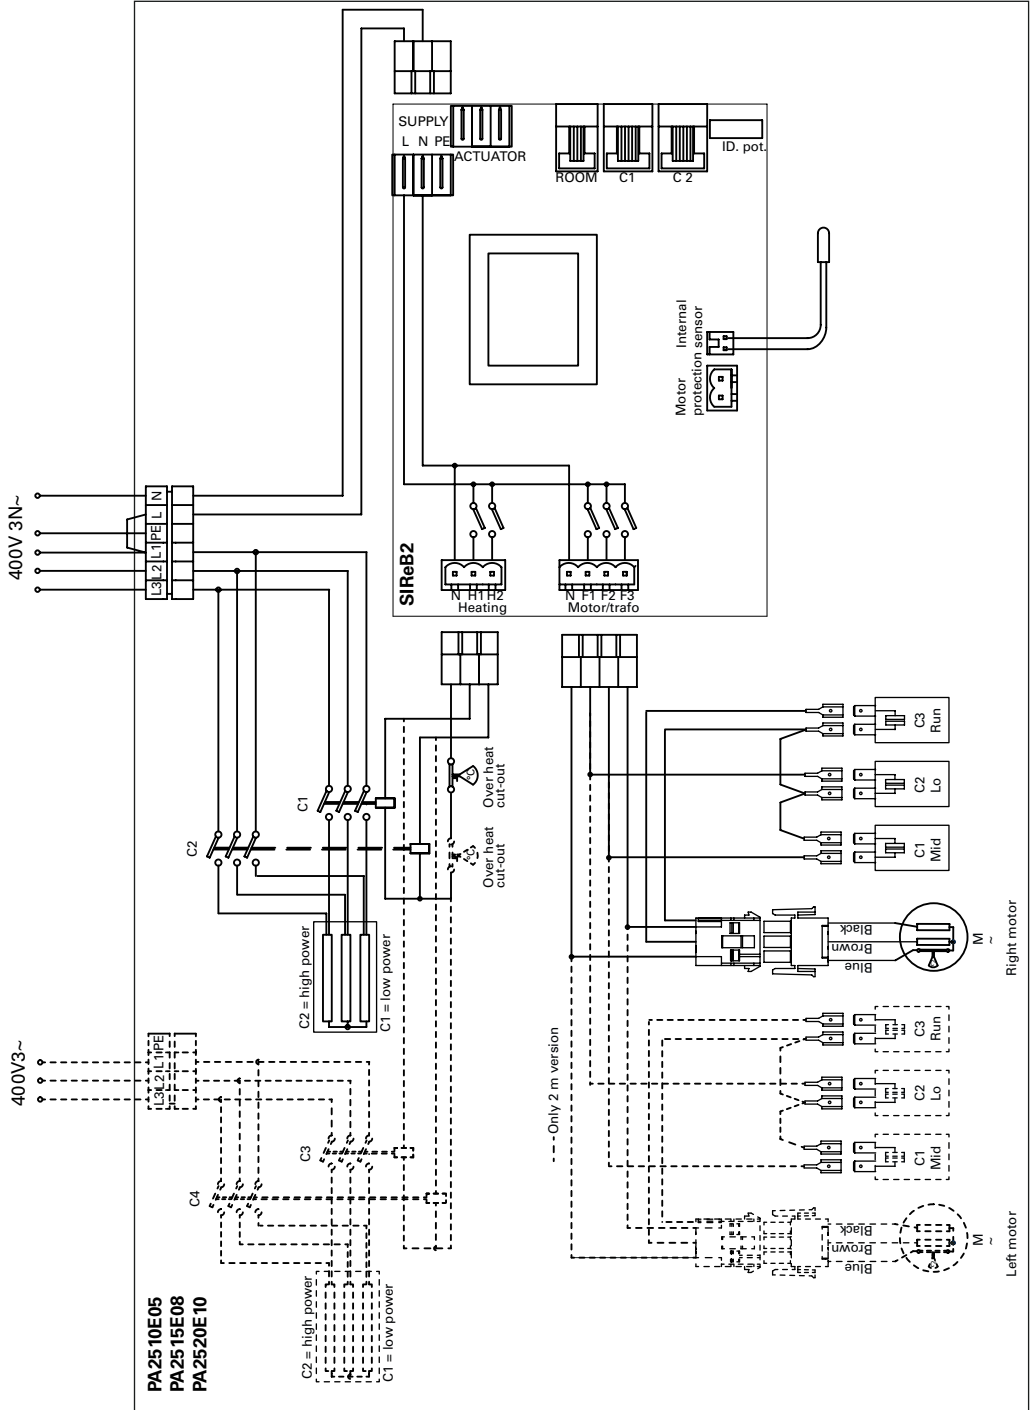 400V 3N~
L3 L2 L1 PE L N
SUPPLY
L N PE
ACTUATOR
ROOM
C1
C 2
ID. pot.
Internal
Motor
protection sensor
SIReB2
N H1 H2
Heating
N F1 F2 F3
Motor/trafo
C1
C2
°C
Over heat
cut-out
°C
Over heat
cut-out
C2 = high power
C1 = low power
400V3~
L3 L2 L1 PE
C3
C4
C2 = high power
C1 = low power
---Only 2 m version
C3
Run
C2
Lo
C1
Mid
Black
Brown
Blue
M
~
Right motor
C3
Run
C2
Lo
C1
Mid
Black
Brown
Blue
M
~
Left motor
PA2510E05
PA2515E08
PA2520E10